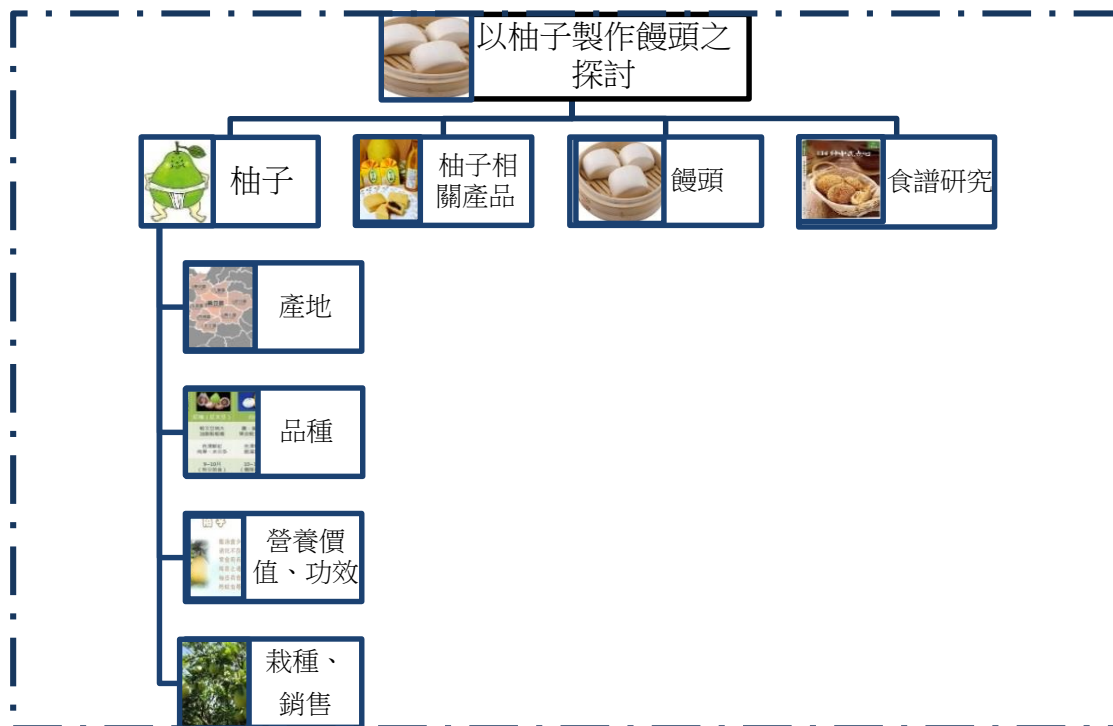 以柚子製作饅頭之
探討
柚子
柚子相
關產品
饅頭
食譜研究
產地
品種
營養價
值、功效
栽種、
銷售